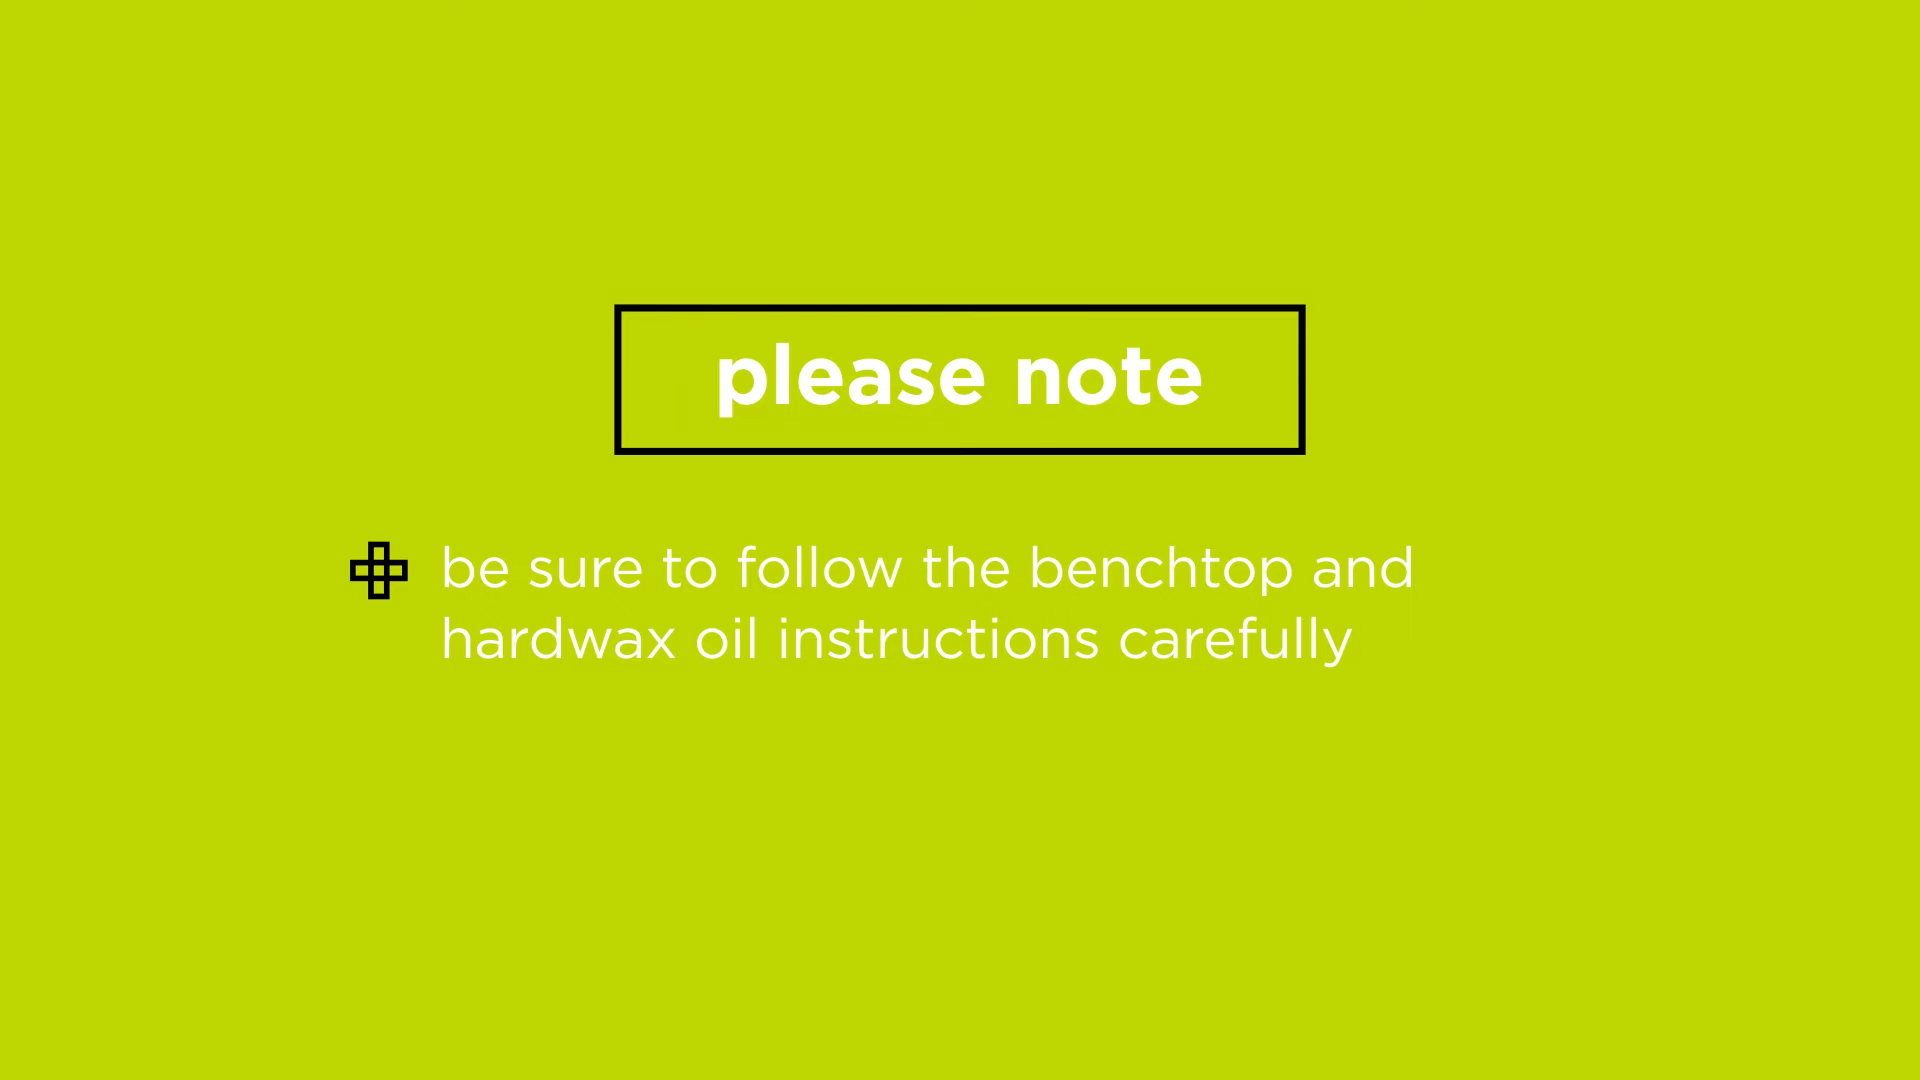 please note
be sure to follow the benchtop and
hardwax oil instructions carefully